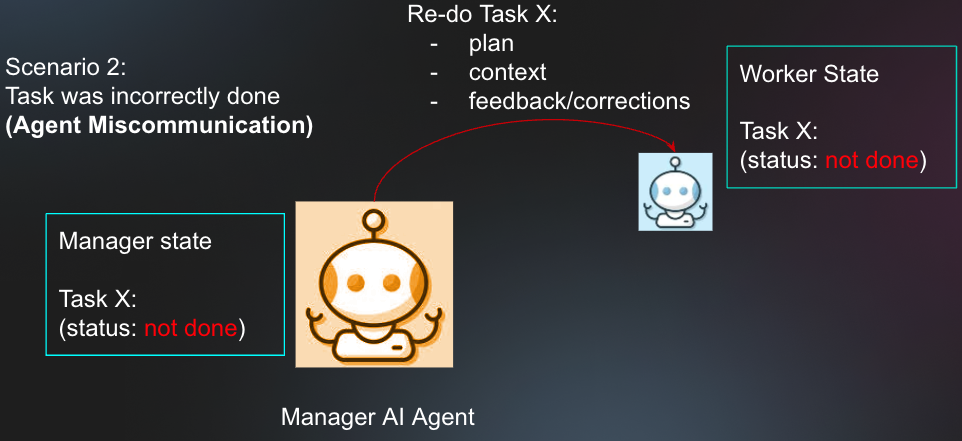 Re-do Task X:
- plan
- context
- feedback/corrections
Scenario 2:
Task was incorrectly done
(Agent Miscommunication)
Worker State
Task X:
(status: not done)
Manager state
Task X:
(status: not done)
Manager AI Agent